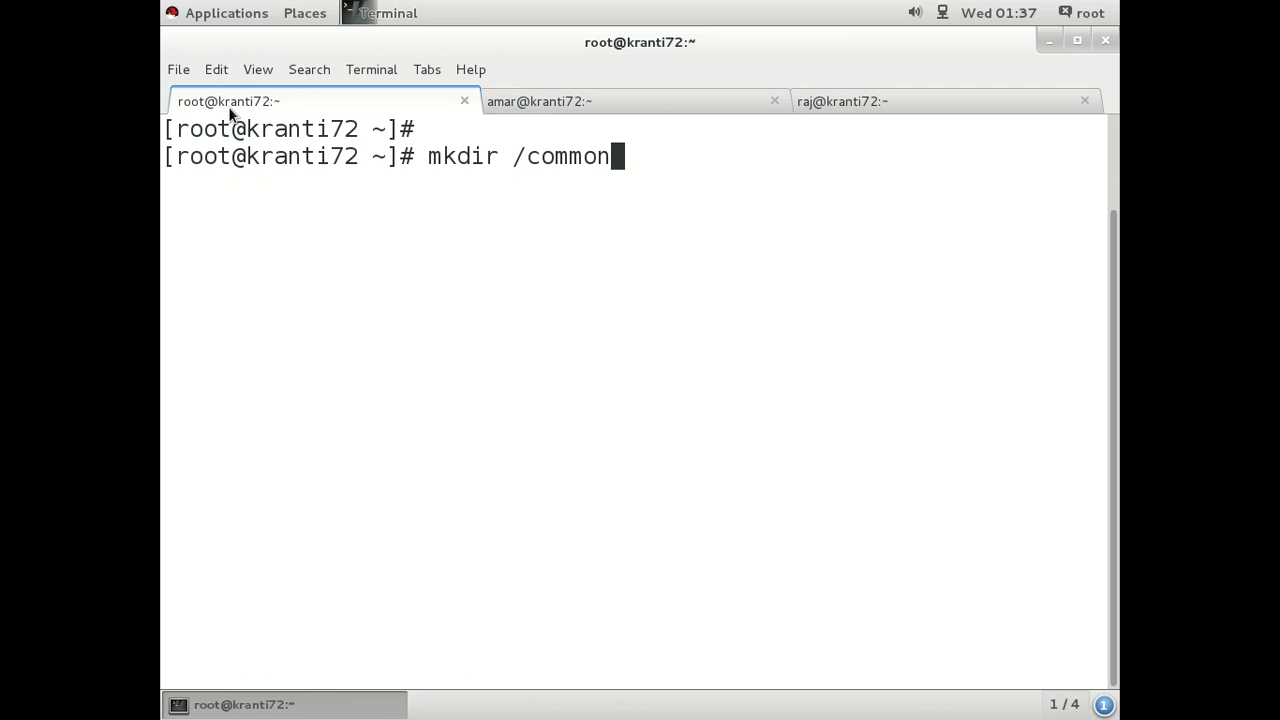 Applications Places Terminal Wed 01:37 root
root@kranti72:~
File Edit View Search Terminal Tabs Help
root@kranti72:~ amar@kranti72:~ raj@kranti72:~
[root@kranti72 ~]#
[root@kranti72 ~]# mkdir /common
root@kranti72:~ 1 / 4 1